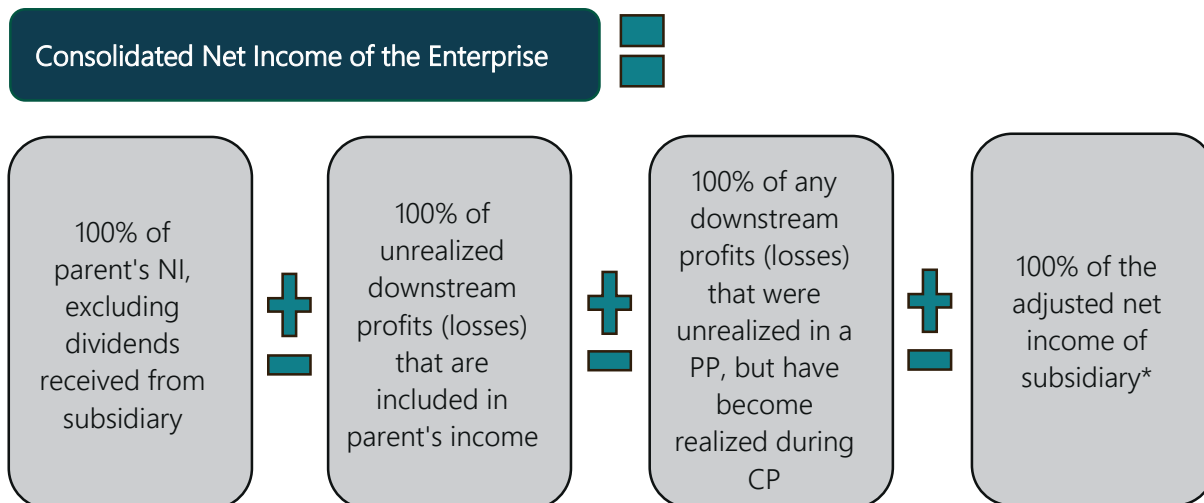 Consolidated Net Income of the Enterprise
100% of
parent's NI,
excluding
dividends
received from
subsidiary
100% of
unrealized
downstream
profits (losses)
that are
included in
parent's income
100% of any
downstream
profits (losses)
that were
unrealized in a
PP, but have
become
realized during
CP
100% of the
adjusted net
income of
subsidiary*